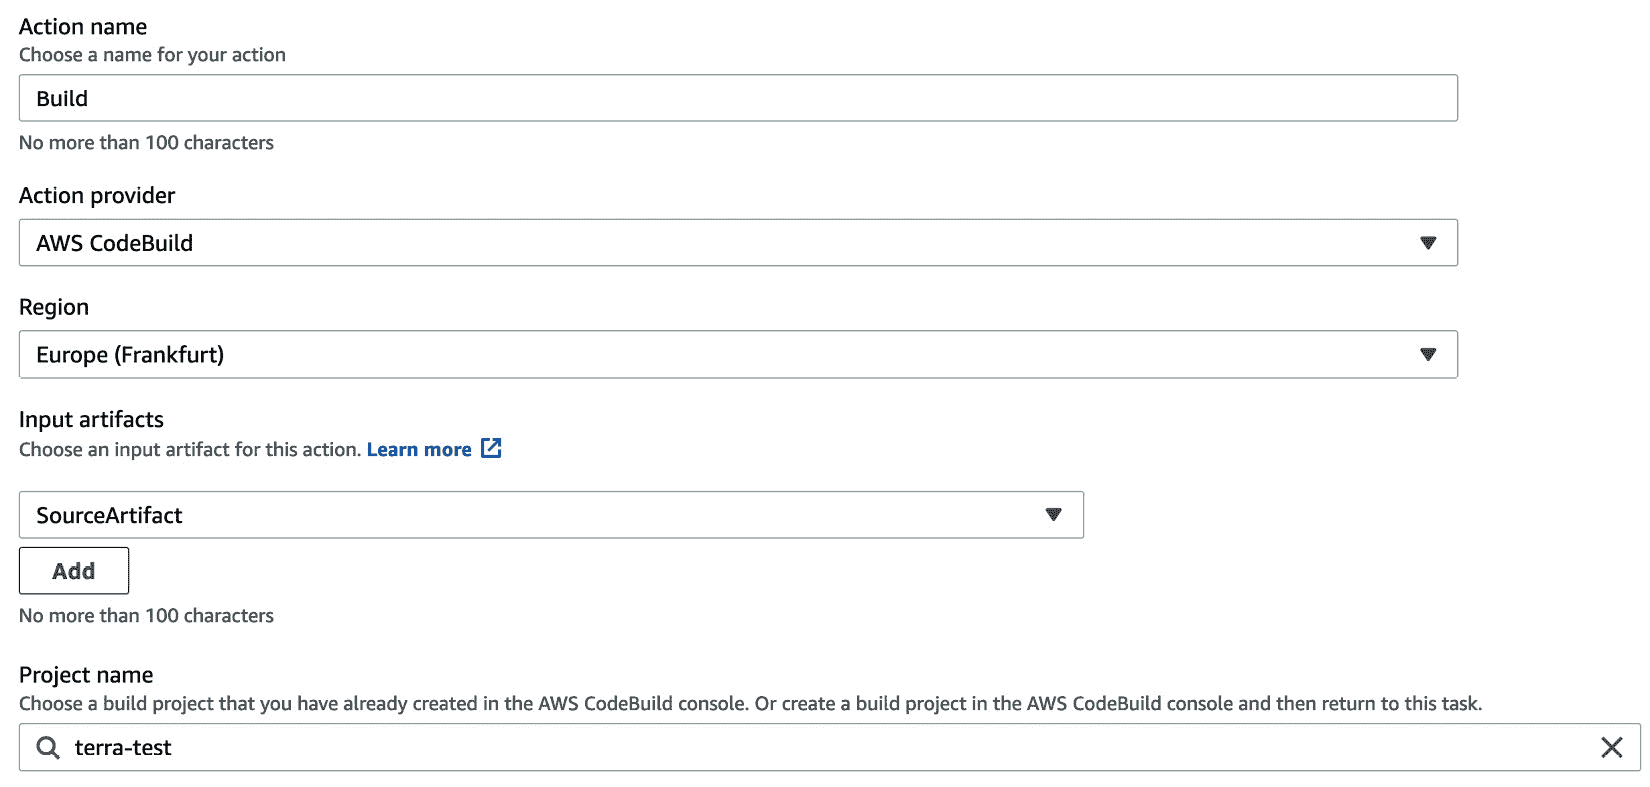 Action name
Choose a name for your action
Build
No more than 100 characters
Action provider
AWS CodeBuild
Region
Europe (Frankfurt)
Input artifacts
Choose an input artifact for this action. Learn more
SourceArtifact
Add
No more than 100 characters
Project name
Choose a build project that you have already created in the AWS CodeBuild console. Or create a build project in the AWS CodeBuild console and then return to this task.
terra-test